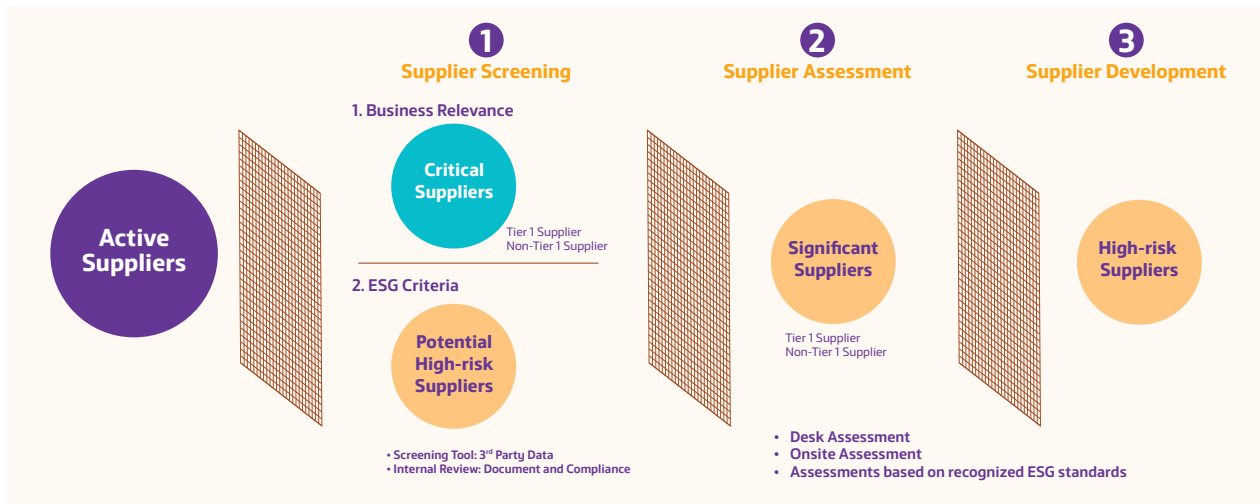 Active
Suppliers
1
Supplier Screening
1. Business Relevance
Critical
Suppliers
Tier 1 Supplier
Non-Tier 1 Supplier
2. ESG Criteria
Potential
High-risk
Suppliers
• Screening Tool: 3rd Party Data
• Internal Review: Document and Compliance
2
Supplier Assessment
Significant
Suppliers
Tier 1 Supplier
Non-Tier 1 Supplier
• Desk Assessment
• Onsite Assessment
• Assessments based on recognized ESG standards
3
Supplier Development
High-risk
Suppliers